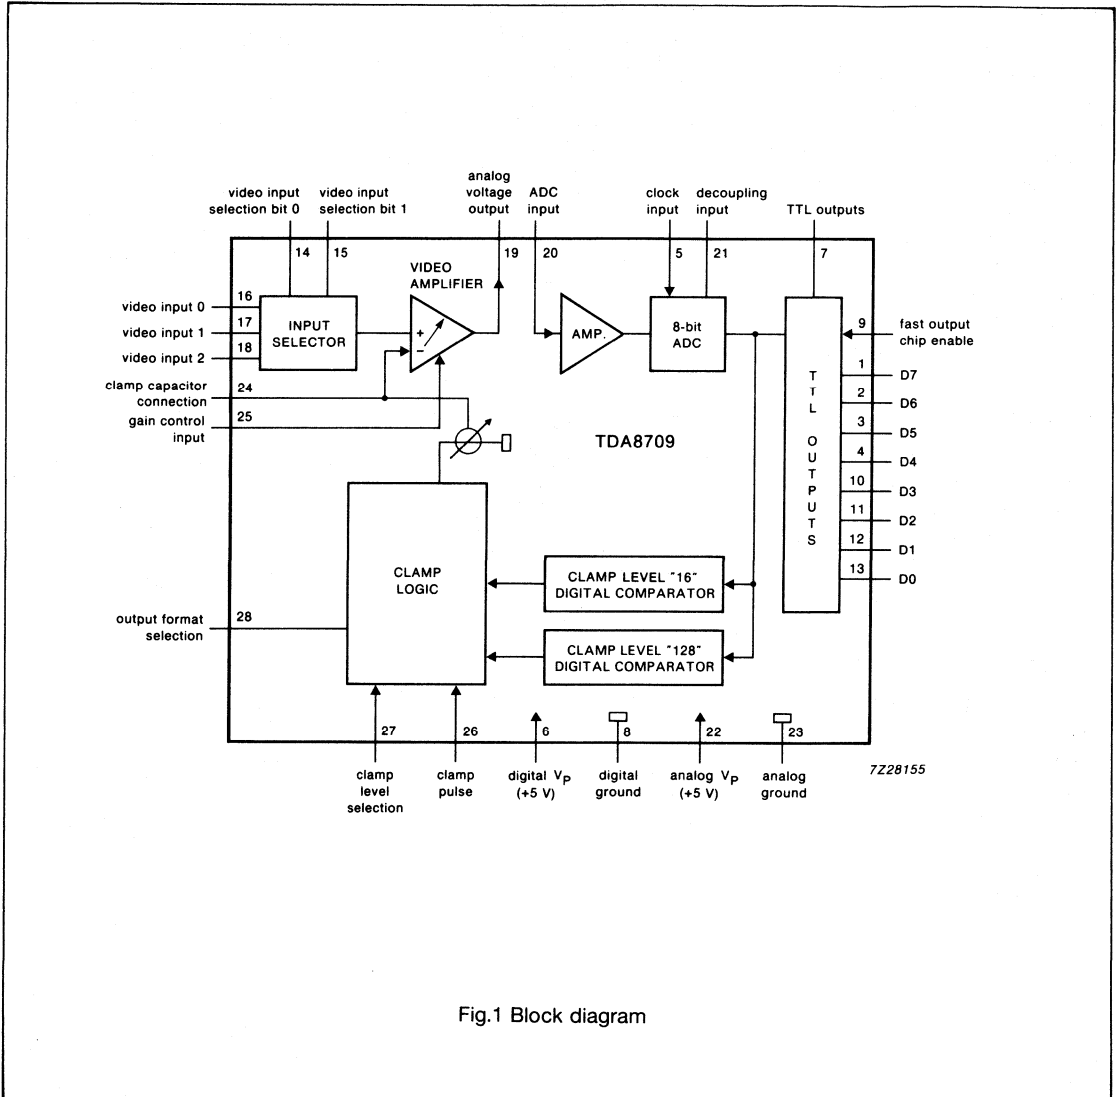 video input
selection bit 0
video input
selection bit 1
analog
voltage
output
ADC
input
clock
input
decoupling
input
TTL outputs
14
15
19
20
5
21
7
VIDEO
AMPLIFIER
video input 0
16
video input 1
17
video input 2
18
INPUT
SELECTOR
+
−
AMP.
8-bit
ADC
9
fast output
chip enable
clamp capacitor
connection
24
gain control
input
25
TDA8709
TTL OUTPUTS
1
D7
2
D6
3
D5
4
D4
10
D3
11
D2
12
D1
13
D0
CLAMP
LOGIC
CLAMP LEVEL "16"
DIGITAL COMPARATOR
CLAMP LEVEL "128"
DIGITAL COMPARATOR
output format
selection
28
27
26
6
8
22
23
clamp
level
selection
clamp
pulse
digital VP
(+5 V)
digital
ground
analog VP
(+5 V)
analog
ground
7Z28155
Fig.1 Block diagram